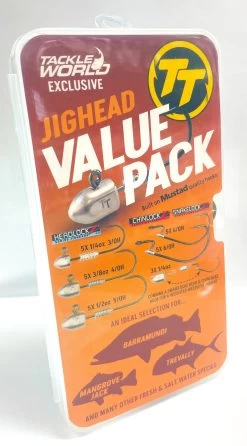 TACKLE
WORLD
EXCLUSIVE
TT
JIGHEAD
VALUE
PACK
TT
Built on Mustad quality hooks
HEADLOCK
CHINLOCK
SNAKELOCK
5X 1/4oz 3/0H
5X 4/0H
5X 6/0H
5X 3/8oz 4/0H
3X 1/4oz
5X 1/2oz 5/0H
AN IDEAL SELECTION FOR...
BARRAMUNDI
TREVALLY
MANGROVE
JACK
AND MANY OTHER FRESH & SALT WATER SPECIES